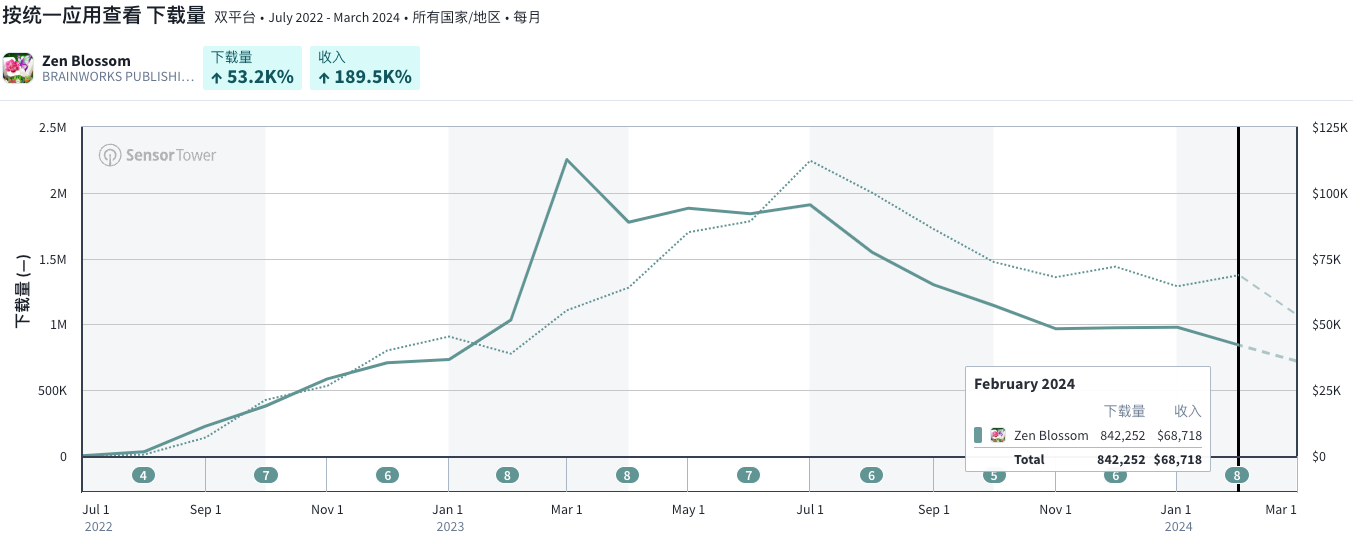 按统一应用查看 下载量 双平台 • July 2022 - March 2024 • 所有国家/地区 • 每月
Zen Blossom
BRAINWORKS PUBLISHI...
下载量
↑ 53.2K%
收入
↑ 189.5K%
SensorTower
下载量 (—)
2.5M
2M
1.5M
1M
500K
0
$125K
$100K
$75K
$50K
$25K
$0
February 2024
下载量 收入
Zen Blossom 842,252 $68,718
Total 842,252 $68,718
4 7 6 8 8 7 6 5 6 8
Jul 1 Sep 1 Nov 1 Jan 1 Mar 1 May 1 Jul 1 Sep 1 Nov 1 Jan 1 Mar 1
2022 2023 2024